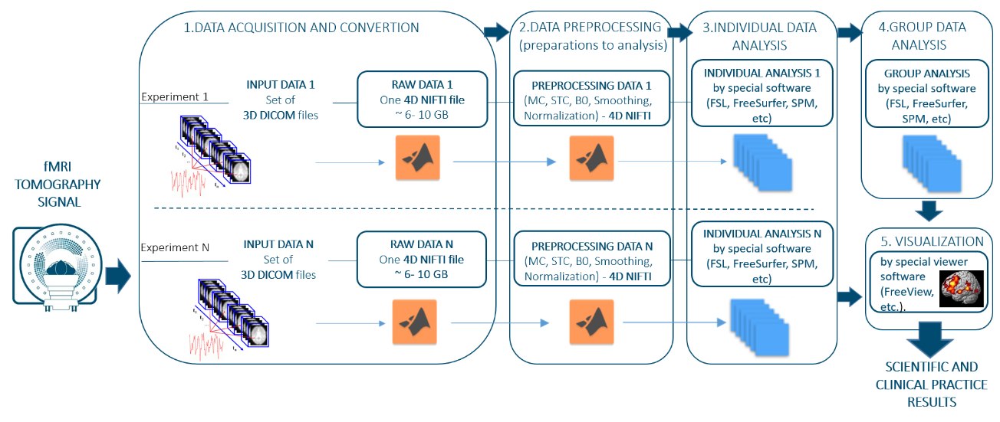 fMRI
TOMOGRAPHY
SIGNAL
1.DATA ACQUISITION AND CONVERTION
Experiment 1
INPUT DATA 1
Set of
3D DICOM files
RAW DATA 1
One 4D NIFTI file
~ 6- 10 GB
Experiment N
INPUT DATA N
Set of
3D DICOM files
RAW DATA N
One 4D NIFTI file
~ 6- 10 GB
2.DATA PREPROCESSING
(preparations to analysis)
PREPROCESSING DATA 1
(MC, STC, B0, Smoothing,
Normalization) - 4D NIFTI
PREPROCESSING DATA N
(MC, STC, B0, Smoothing,
Normalization) - 4D NIFTI
3.INDIVIDUAL DATA
ANALYSIS
INDIVIDUAL ANALYSIS 1
by special software
(FSL, FreeSurfer, SPM,
etc)
INDIVIDUAL ANALYSIS N
by special software
(FSL, FreeSurfer, SPM,
etc)
4.GROUP DATA
ANALYSIS
GROUP ANALYSIS
by special software
(FSL, FreeSurfer,
SPM, etc)
5. VISUALIZATION
by special viewer
software
(FreeView,
etc.).
SCIENTIFIC AND
CLINICAL PRACTICE
RESULTS